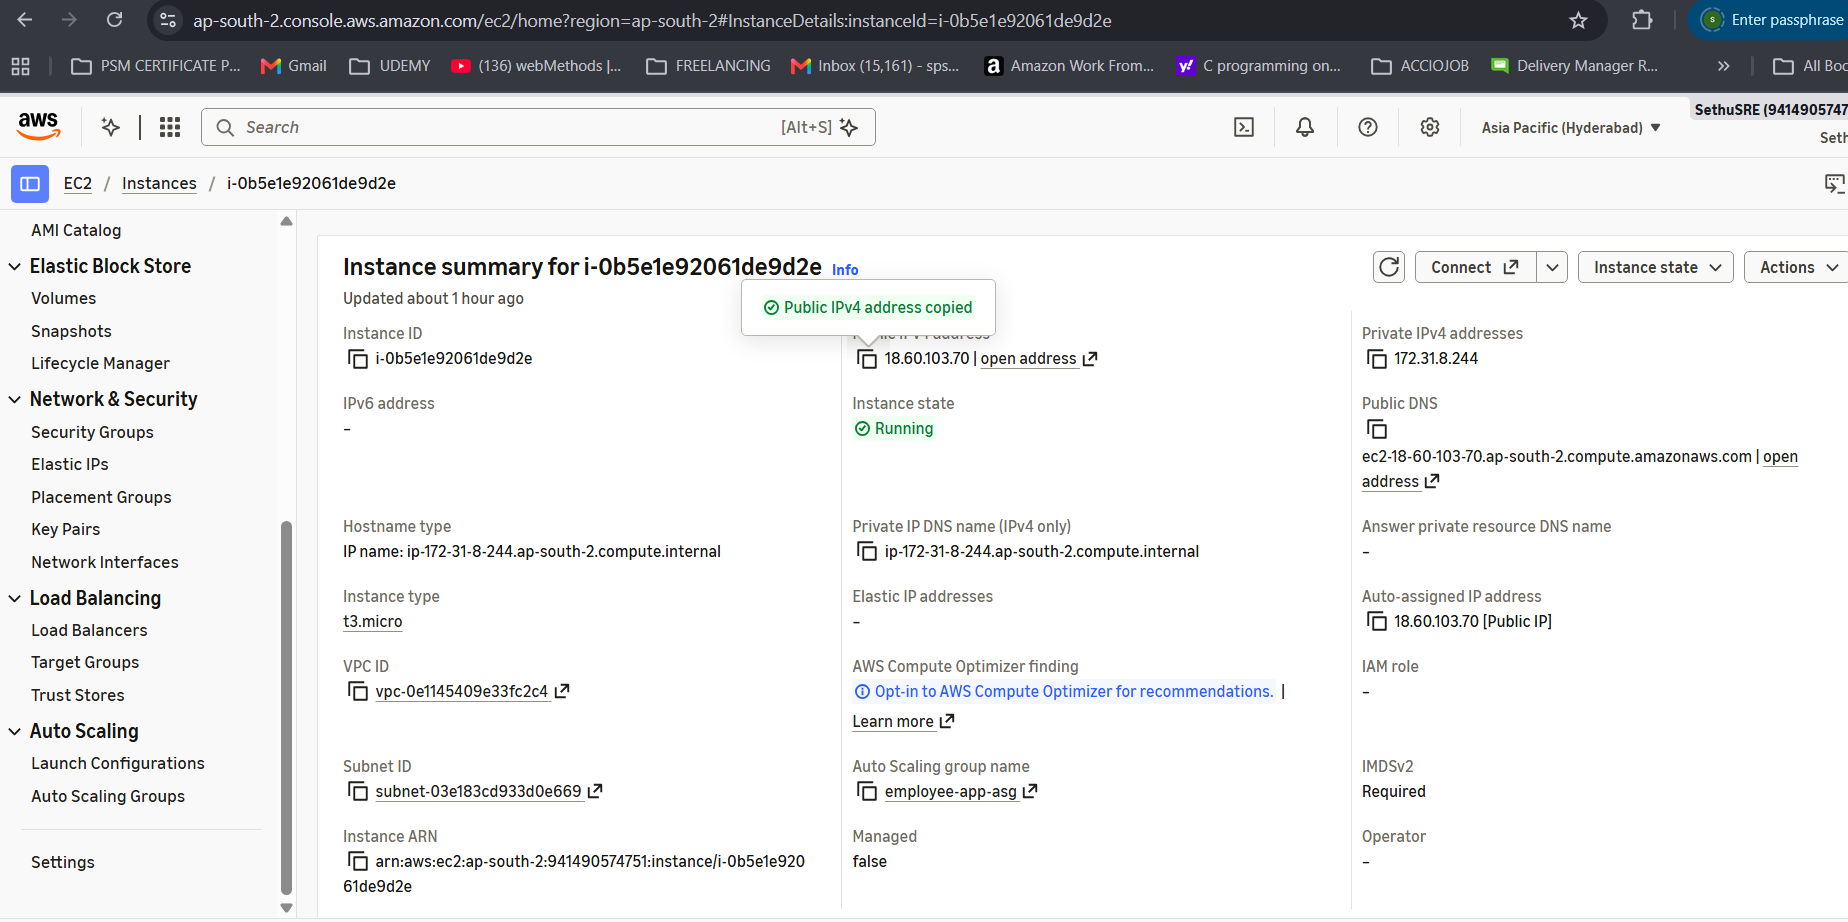 ap-south-2.console.aws.amazon.com/ec2/home?region=ap-south-2#InstanceDetails:instanceId=i-0b5e1e92061de9d2e
S
Enter passphrase
PSM CERTIFICATE P...
Gmail
UDEMY
(136) webMethods |...
FREELANCING
Inbox (15,161) - sps...
Amazon Work From...
C programming on...
ACCIOJOB
Delivery Manager R...
»
All Boo
aws
Search
[Alt+S]
Asia Pacific (Hyderabad)
SethuSRE (9414905747
Seth
EC2 / Instances / i-0b5e1e92061de9d2e
AMI Catalog
Elastic Block Store
Volumes
Snapshots
Lifecycle Manager
Network & Security
Security Groups
Elastic IPs
Placement Groups
Key Pairs
Network Interfaces
Load Balancing
Load Balancers
Target Groups
Trust Stores
Auto Scaling
Launch Configurations
Auto Scaling Groups
Settings
Instance summary for i-0b5e1e92061de9d2e Info
Updated about 1 hour ago
Connect
Instance state
Actions
Public IPv4 address copied
Instance ID
i-0b5e1e92061de9d2e
address
18.60.103.70 | open address
Private IPv4 addresses
172.31.8.244
IPv6 address
–
Instance state
Running
Public DNS
ec2-18-60-103-70.ap-south-2.compute.amazonaws.com | open
address
Hostname type
IP name: ip-172-31-8-244.ap-south-2.compute.internal
Private IP DNS name (IPv4 only)
ip-172-31-8-244.ap-south-2.compute.internal
Answer private resource DNS name
–
Instance type
t3.micro
Elastic IP addresses
–
Auto-assigned IP address
18.60.103.70 [Public IP]
VPC ID
vpc-0e1145409e33fc2c4
AWS Compute Optimizer finding
Opt-in to AWS Compute Optimizer for recommendations. |
Learn more
IAM role
–
Subnet ID
subnet-03e183cd933d0e669
Auto Scaling group name
employee-app-asg
IMDSv2
Required
Instance ARN
arn:aws:ec2:ap-south-2:941490574751:instance/i-0b5e1e920
61de9d2e
Managed
false
Operator
–